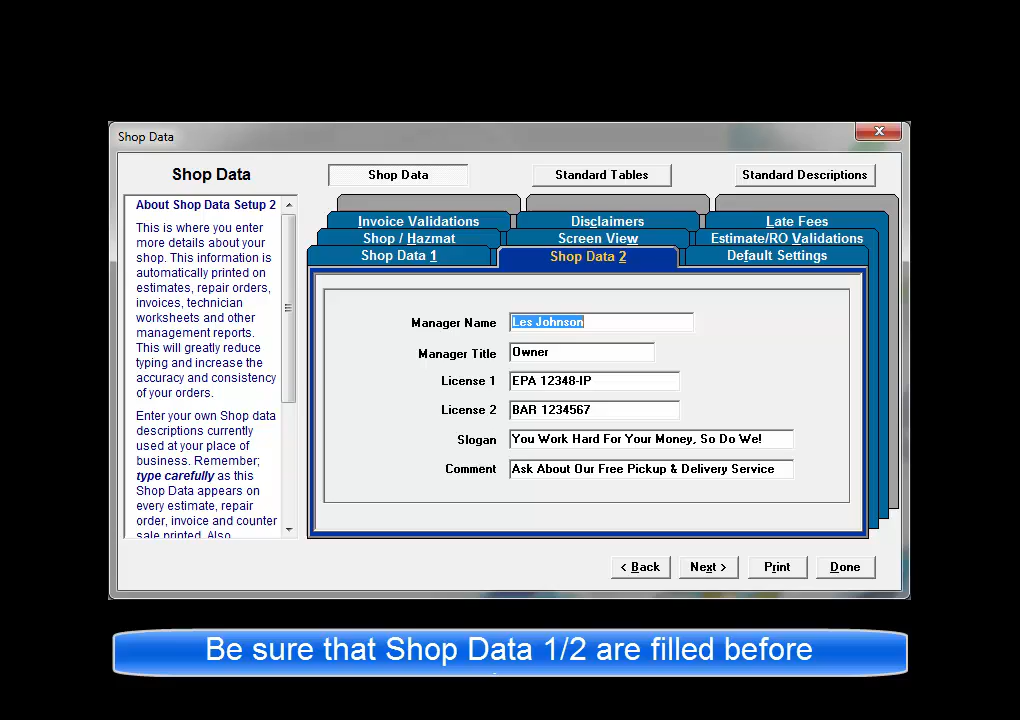 Shop Data
Shop Data
Shop Data
Standard Tables
Standard Descriptions
About Shop Data Setup 2
This is where you enter
more details about your
shop. This information is
automatically printed on
estimates, repair orders,
invoices, technician
worksheets and other
management reports.
This will greatly reduce
typing and increase the
accuracy and consistency
of your orders.
Enter your own Shop data
descriptions currently
used at your place of
business. Remember;
type carefully as this
Shop Data appears on
every estimate, repair
order, invoice and counter
sale printed. Also
Invoice Validations
Disclaimers
Late Fees
Shop / Hazmat
Screen View
Estimate/RO Validations
Shop Data 1
Shop Data 2
Default Settings
Manager Name Les Johnson
Manager Title Owner
License 1 EPA 12348-IP
License 2 BAR 1234567
Slogan You Work Hard For Your Money, So Do We!
Comment Ask About Our Free Pickup & Delivery Service
< Back
Next >
Print
Done
Be sure that Shop Data 1/2 are filled before